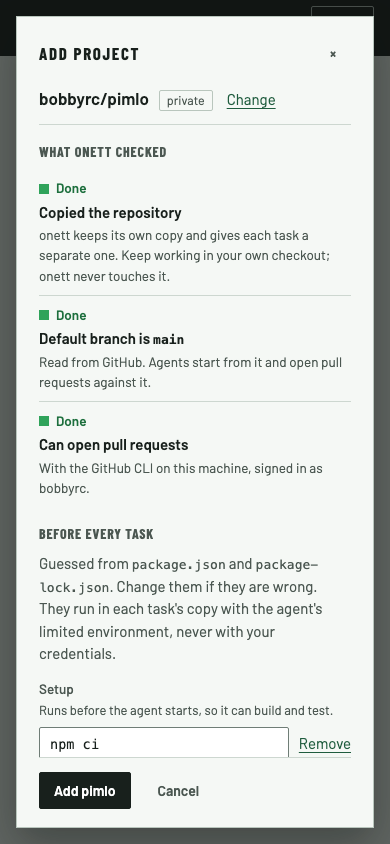 ADD PROJECT ×
bobbyrc/pimlo private Change
WHAT ONETT CHECKED
Done
Copied the repository
onett keeps its own copy and gives each task a
separate one. Keep working in your own checkout;
onett never touches it.
Done
Default branch is main
Read from GitHub. Agents start from it and open pull
requests against it.
Done
Can open pull requests
With the GitHub CLI on this machine, signed in as
bobbyrc.
BEFORE EVERY TASK
Guessed from package.json and package-
lock.json. Change them if they are wrong.
They run in each task's copy with the agent's
limited environment, never with your
credentials.
Setup
Runs before the agent starts, so it can build and test.
npm ci Remove
Add pimlo Cancel